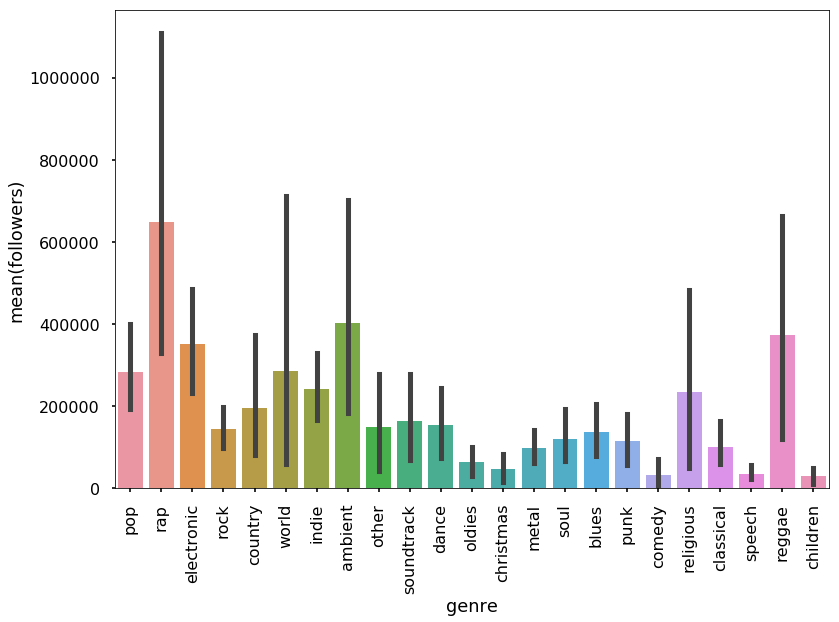 mean(followers)
1000000
800000
600000
400000
200000
0
pop
rap
electronic
rock
country
world
indie
ambient
other
soundtrack
dance
oldies
christmas
metal
soul
blues
punk
comedy
religious
classical
speech
reggae
children
genre